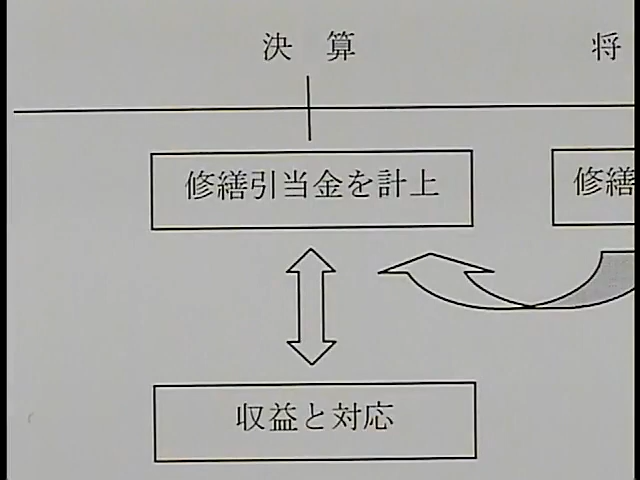 決 算
将
修繕引当金を計上
修繕
収益と対応